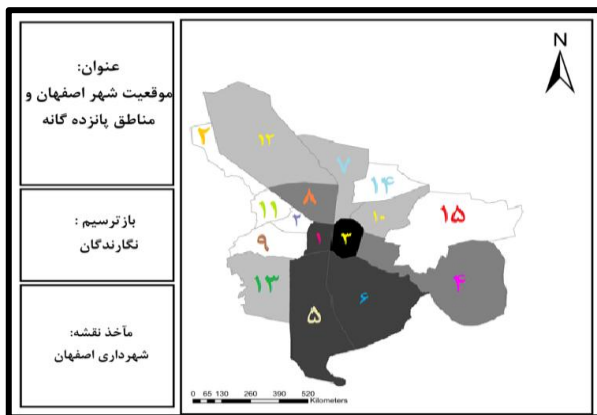 عنوان:
موقعیت شهر اصفهان و
مناطق پانزده گانه
بازترسیم :
نگارندگان
مآخذ نقشه:
شهرداری اصفهان
N
۲
۱۲
۷
۱۴
۸
۱۱
۲
۱۰
۱۵
۹
۱
۳
۱۳
۴
۵
۶
0 65 130 260 390 520
Kilometers